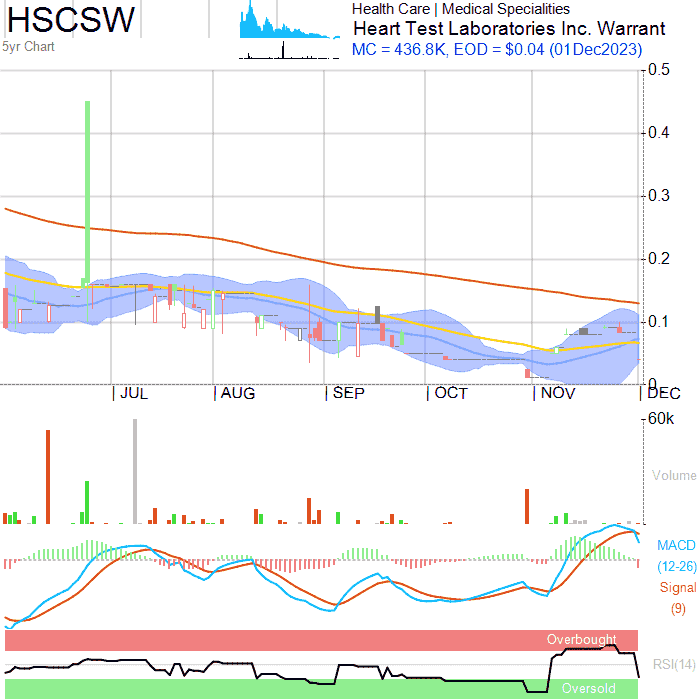 HSCSW
5yr Chart
Health Care | Medical Specialities
Heart Test Laboratories Inc. Warrant
MC = 436.8K, EOD = $0.04 (01Dec2023)
0.5
0.4
0.3
0.2
0.1
0
JUL AUG SEP OCT NOV DEC
60k
Volume
MACD
(12-26)
Signal
(9)
Overbought
RSI(14)
Oversold